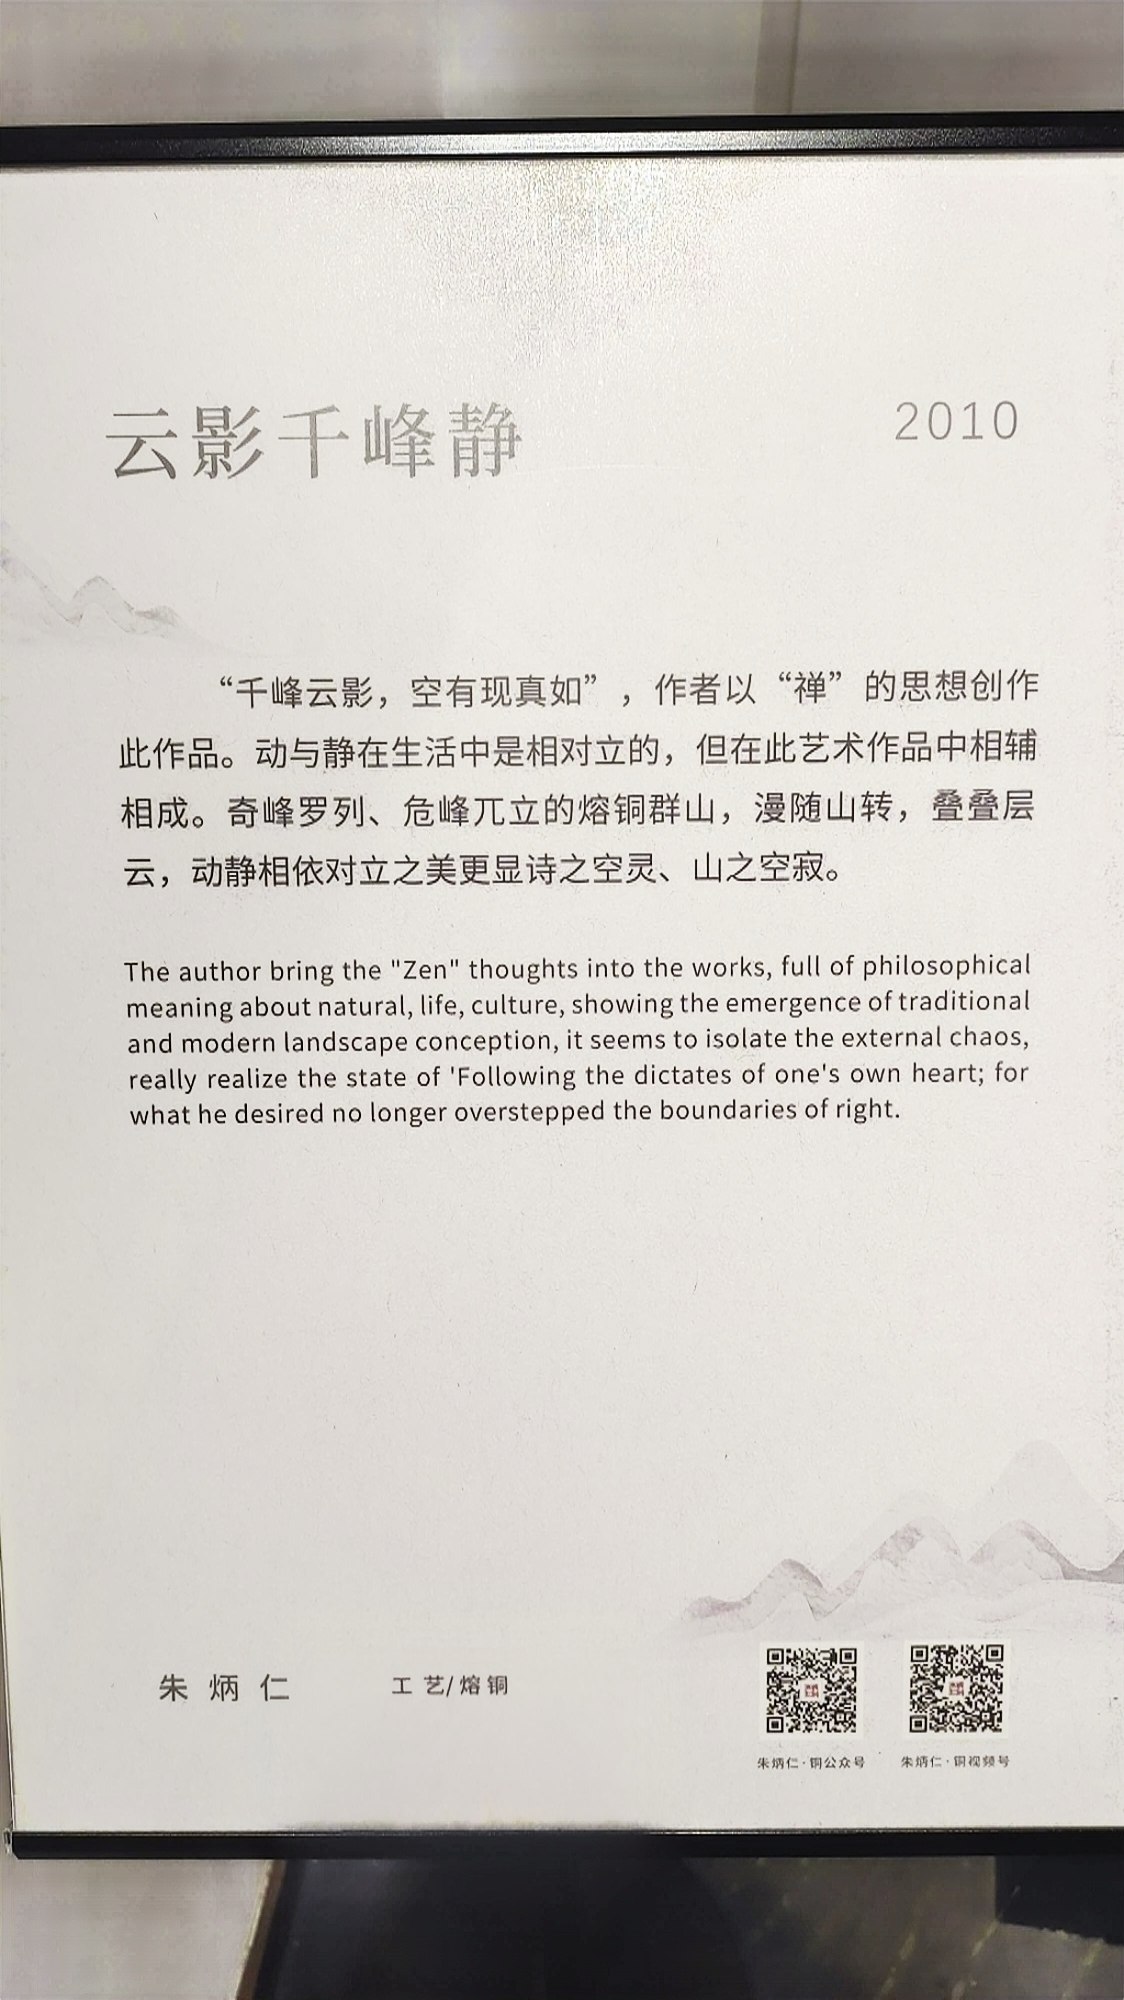 云影千峰静
2010
“千峰云影，空有现真如”，作者以“禅”的思想创作
此作品。动与静在生活中是相对立的，但在此艺术作品中相辅
相成。奇峰罗列、危峰兀立的熔铜群山，漫随山转，叠叠层
云，动静相依对立之美更显诗之空灵、山之空寂。
The author bring the "Zen" thoughts into the works, full of philosophical
meaning about natural, life, culture, showing the emergence of traditional
and modern landscape conception, it seems to isolate the external chaos,
really realize the state of 'Following the dictates of one's own heart; for
what he desired no longer overstepped the boundaries of right.
朱炳仁
工艺/熔铜
朱炳仁·铜公众号
朱炳仁·铜视频号